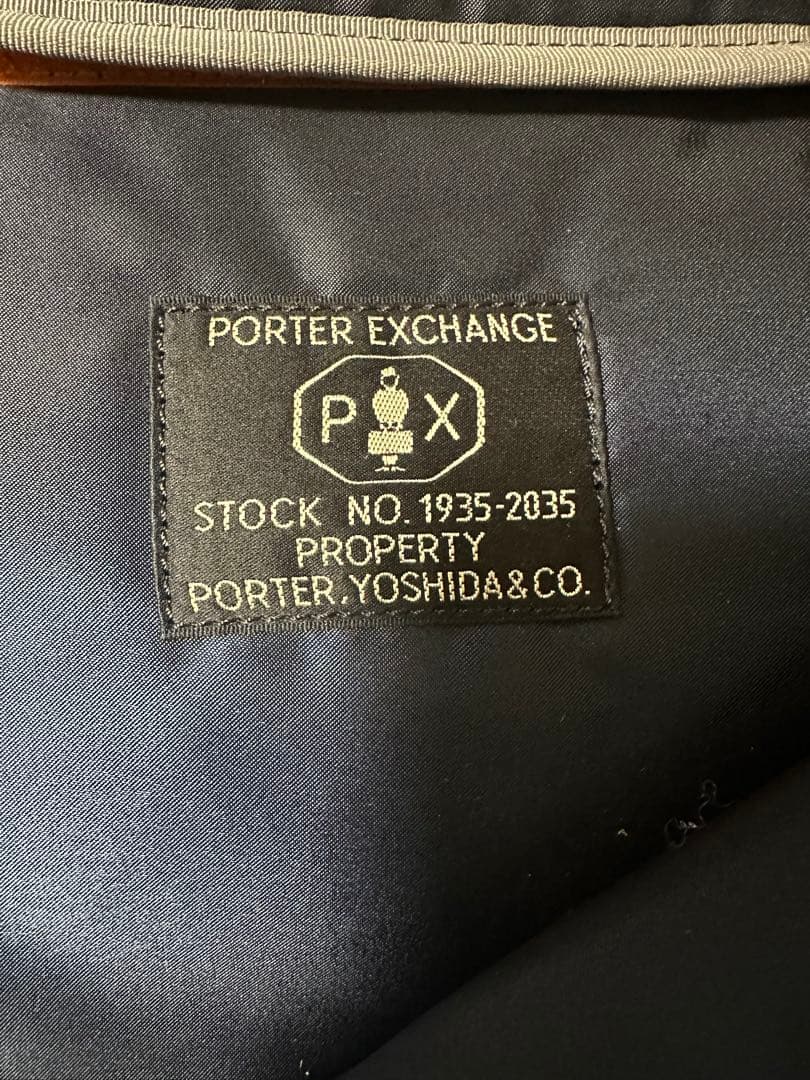 PORTER EXCHANGE
P X
STOCK NO. 1935-2035
PROPERTY
PORTER.YOSHIDA&CO.